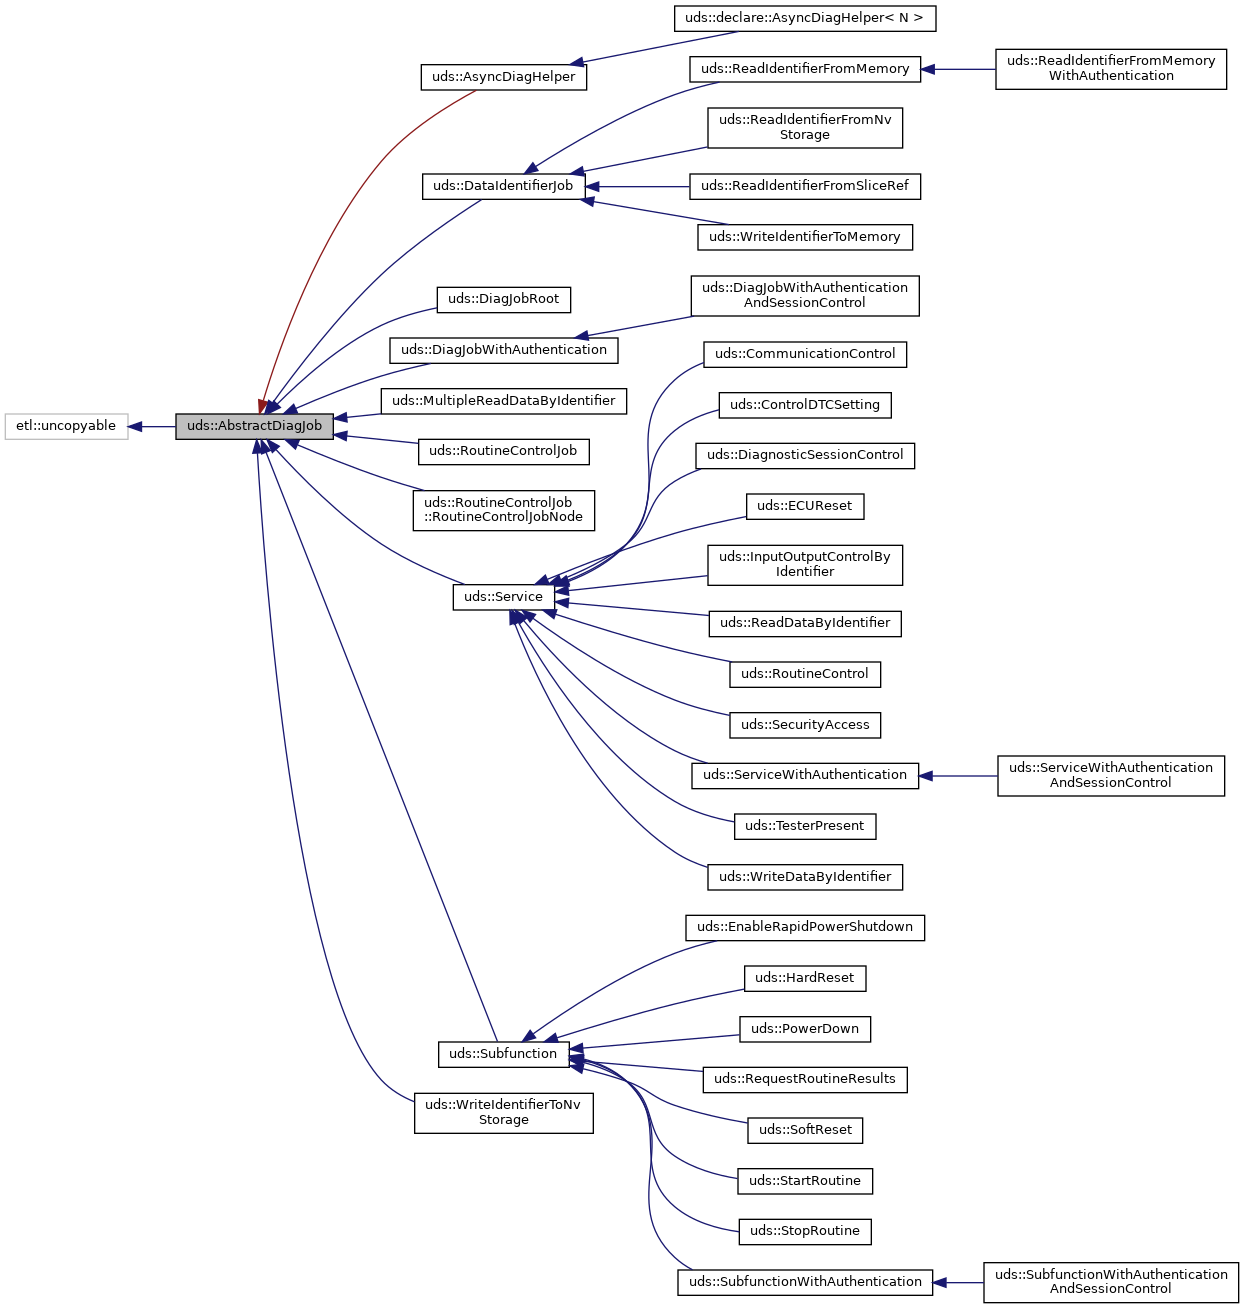 uds::declare::AsyncDiagHelper< N >
uds::AsyncDiagHelper
uds::ReadIdentifierFromMemory
uds::ReadIdentifierFromMemory
WithAuthentication
uds::ReadIdentifierFromNv
Storage
uds::DataIdentifierJob
uds::ReadIdentifierFromSliceRef
uds::WriteIdentifierToMemory
uds::DiagJobRoot
uds::DiagJobWithAuthentication
AndSessionControl
uds::DiagJobWithAuthentication
uds::CommunicationControl
uds::MultipleReadDataByIdentifier
uds::ControlDTCSetting
etl::uncopyable
uds::AbstractDiagJob
uds::RoutineControlJob
uds::DiagnosticSessionControl
uds::RoutineControlJob
::RoutineControlJobNode
uds::ECUReset
uds::InputOutputControlBy
Identifier
uds::Service
uds::ReadDataByIdentifier
uds::RoutineControl
uds::SecurityAccess
uds::ServiceWithAuthentication
uds::ServiceWithAuthentication
AndSessionControl
uds::TesterPresent
uds::WriteDataByIdentifier
uds::EnableRapidPowerShutdown
uds::HardReset
uds::PowerDown
uds::Subfunction
uds::RequestRoutineResults
uds::WriteIdentifierToNv
Storage
uds::SoftReset
uds::StartRoutine
uds::StopRoutine
uds::SubfunctionWithAuthentication
uds::SubfunctionWithAuthentication
AndSessionControl